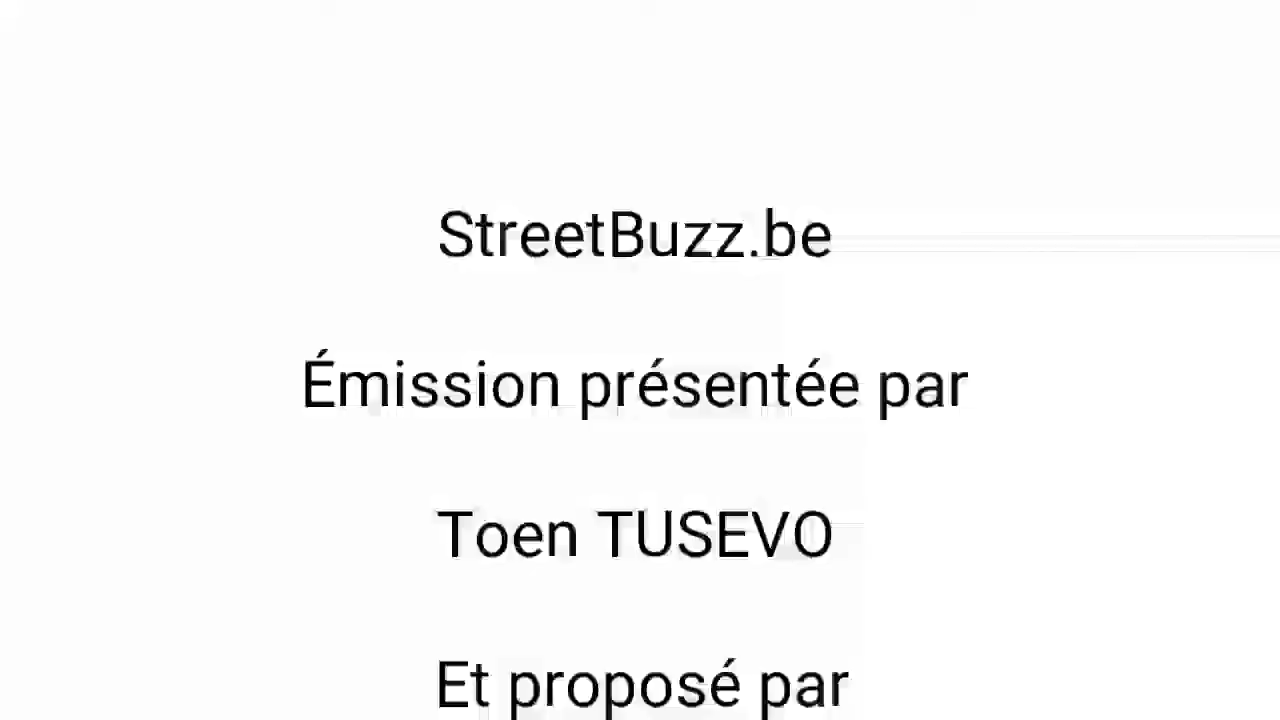 StreetBuzz.be
Émission présentée par
Toen TUSEVO
Et proposé par